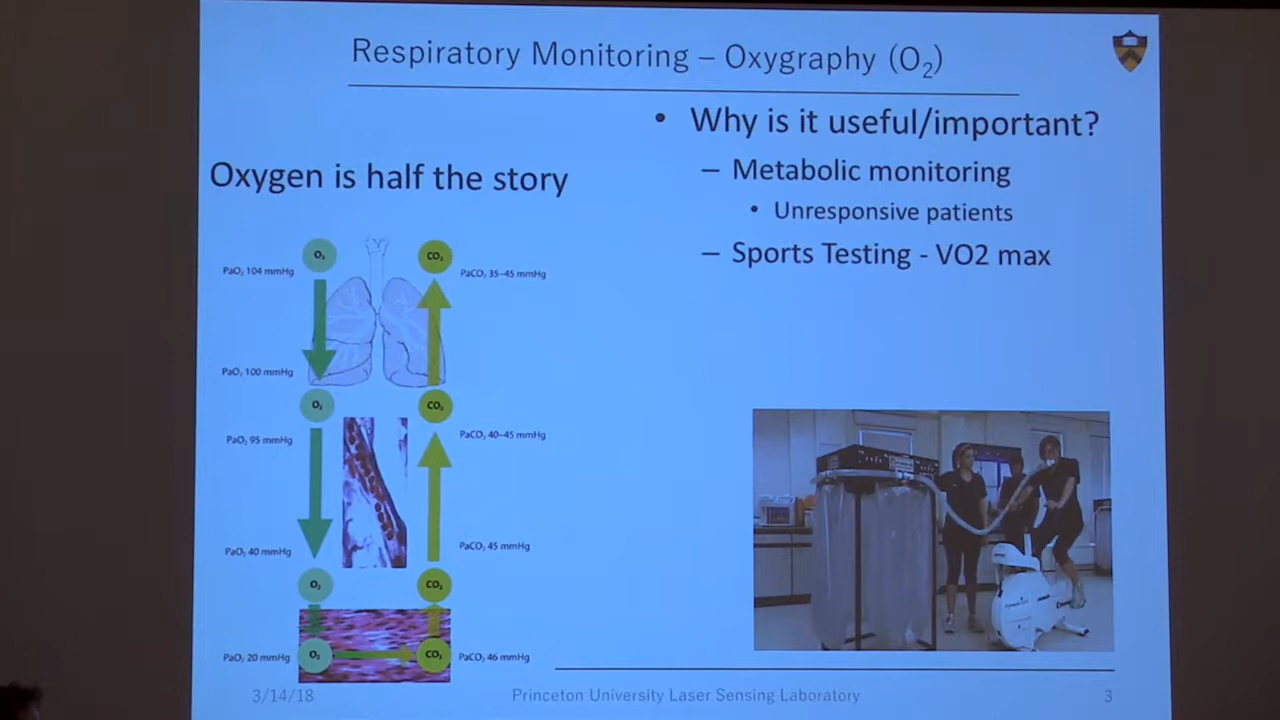 Respiratory Monitoring – Oxygraphy (O₂)
• Why is it useful/important?
– Metabolic monitoring
• Unresponsive patients
– Sports Testing - VO2 max
Oxygen is half the story
O₂
CO₂
PaO₂ 104 mmHg
PaCO₂ 35–45 mmHg
PaO₂ 100 mmHg
O₂
CO₂
PaO₂ 95 mmHg
PaCO₂ 40–45 mmHg
PaO₂ 40 mmHg
PaCO₂ 45 mmHg
O₂
CO₂
PaO₂ 20 mmHg
O₂
CO₂
PaCO₂ 46 mmHg
3/14/18
Princeton University Laser Sensing Laboratory
3